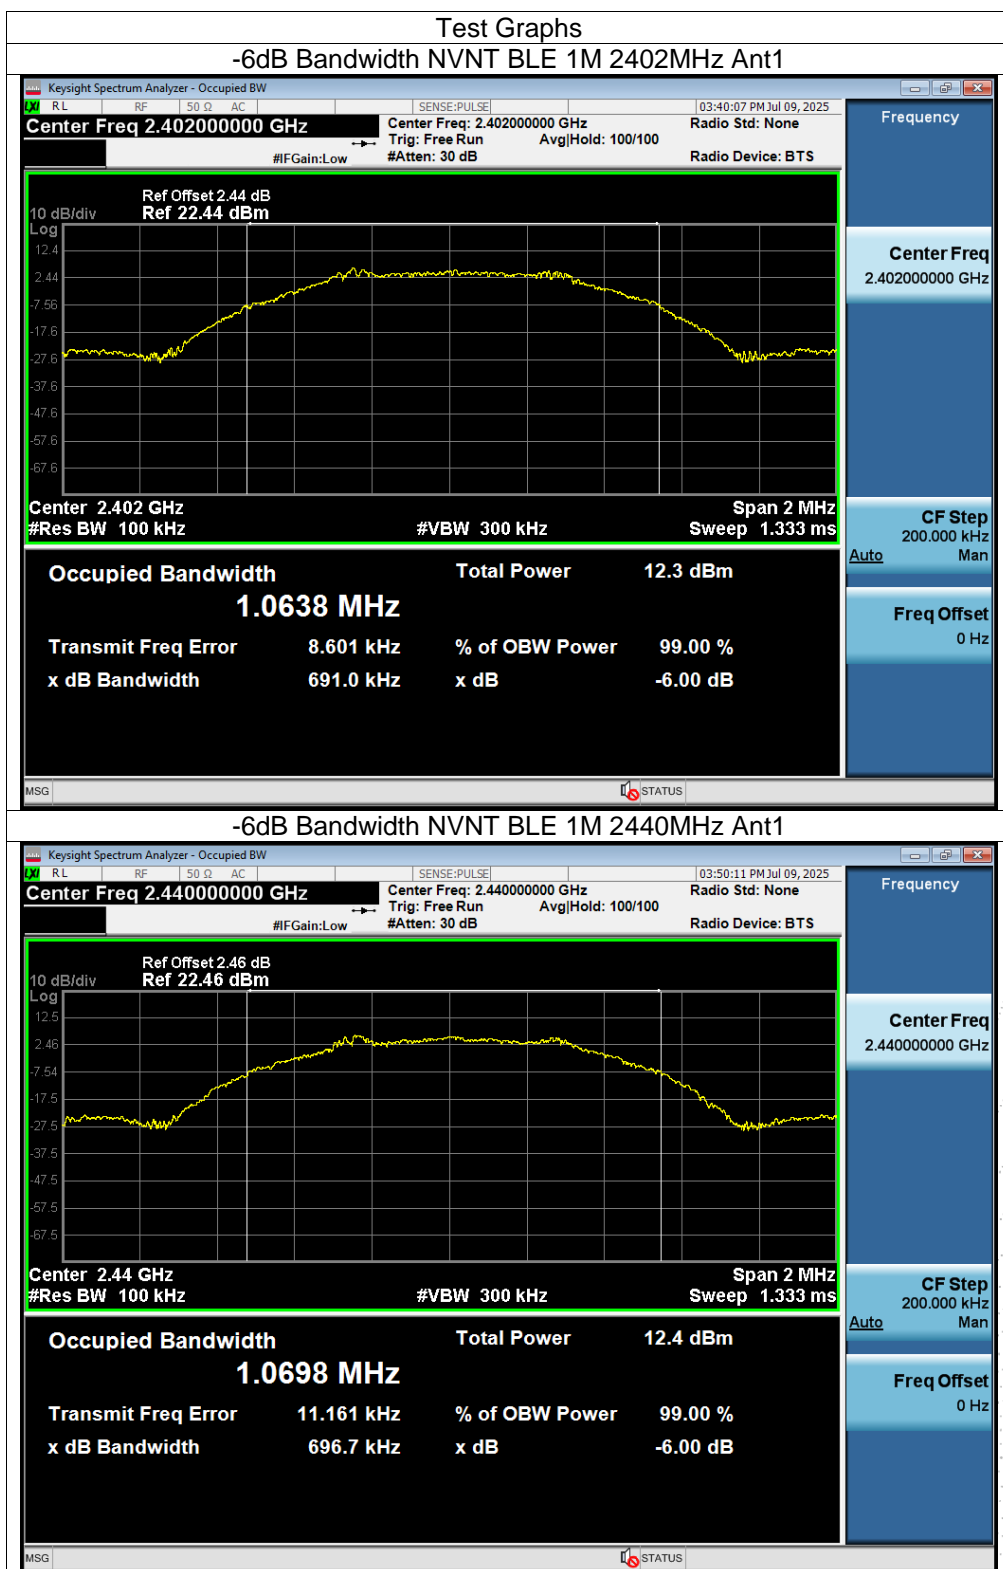 Test Graphs
-6dB Bandwidth NVNT BLE 1M 2402MHz Ant1
Keysight Spectrum Analyzer - Occupied BW
LXI RL RF 50 Ω AC SENSE:PULSE 03:40:07 PM Jul 09, 2025
Center Freq 2.402000000 GHz
Center Freq: 2.402000000 GHz
Radio Std: None
Trig: Free Run Avg|Hold: 100/100
#IFGain:Low
#Atten: 30 dB
Radio Device: BTS
Frequency
Ref Offset 2.44 dB
10 dB/div Ref 22.44 dBm
Log
12.4
2.44
-7.56
-17.6
-27.6
-37.6
-47.6
-57.6
-67.6
Center 2.402 GHz Span 2 MHz
#Res BW 100 kHz #VBW 300 kHz Sweep 1.333 ms
Center Freq
2.402000000 GHz
CF Step
200.000 kHz
Auto Man
Freq Offset
0 Hz
Occupied Bandwidth Total Power 12.3 dBm
1.0638 MHz
Transmit Freq Error 8.601 kHz % of OBW Power 99.00 %
x dB Bandwidth 691.0 kHz x dB -6.00 dB
MSG STATUS
-6dB Bandwidth NVNT BLE 1M 2440MHz Ant1
Keysight Spectrum Analyzer - Occupied BW
LXI RL RF 50 Ω AC SENSE:PULSE 03:50:11 PM Jul 09, 2025
Center Freq 2.440000000 GHz
Center Freq: 2.440000000 GHz
Radio Std: None
Trig: Free Run Avg|Hold: 100/100
#IFGain:Low
#Atten: 30 dB
Radio Device: BTS
Frequency
Ref Offset 2.46 dB
10 dB/div Ref 22.46 dBm
Log
12.5
2.46
-7.54
-17.5
-27.5
-37.5
-47.5
-57.5
-67.5
Center 2.44 GHz Span 2 MHz
#Res BW 100 kHz #VBW 300 kHz Sweep 1.333 ms
Center Freq
2.440000000 GHz
CF Step
200.000 kHz
Auto Man
Freq Offset
0 Hz
Occupied Bandwidth Total Power 12.4 dBm
1.0698 MHz
Transmit Freq Error 11.161 kHz % of OBW Power 99.00 %
x dB Bandwidth 696.7 kHz x dB -6.00 dB
MSG STATUS